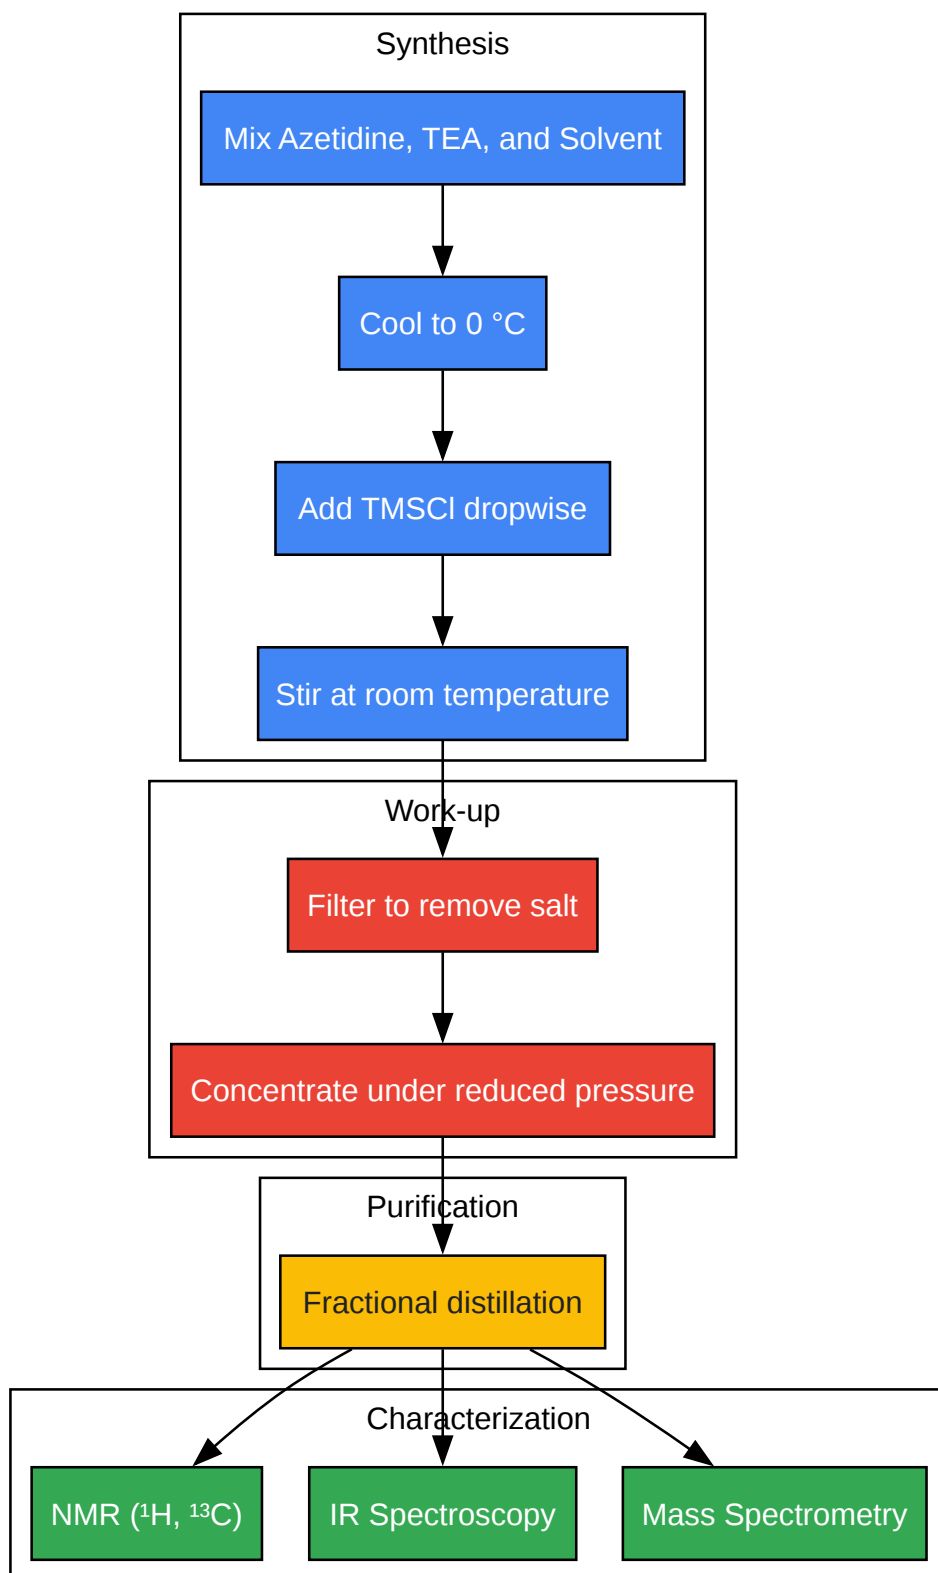 Synthesis
Mix Azetidine, TEA, and Solvent
Cool to 0 °C
Add TMSCl dropwise
Stir at room temperature
Work-up
Filter to remove salt
Concentrate under reduced pressure
Purification
Fractional distillation
Characterization
NMR (¹H, ¹³C)
IR Spectroscopy
Mass Spectrometry